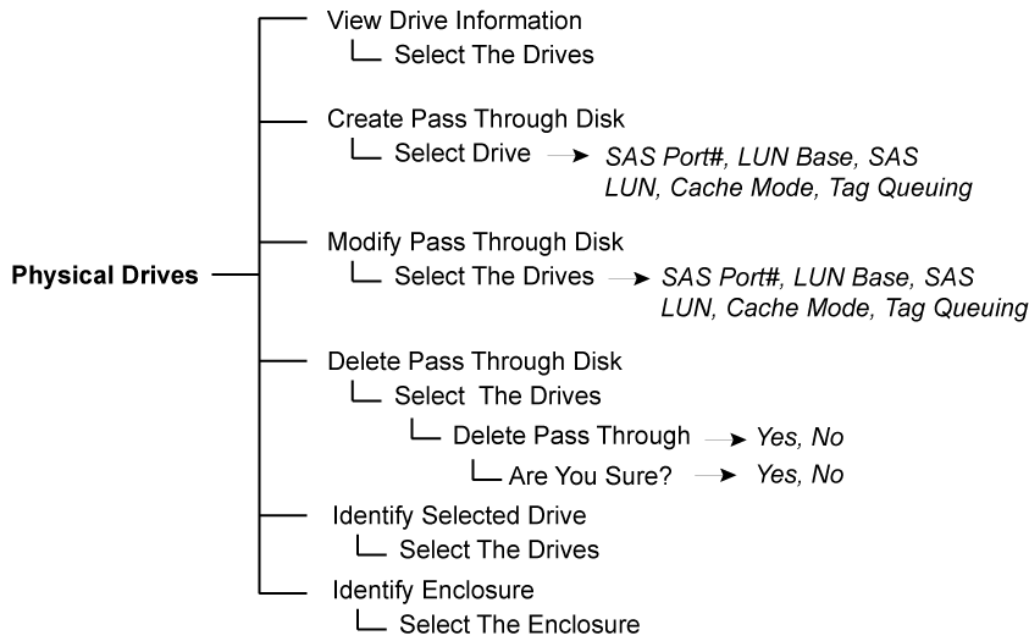 View Drive Information
Select The Drives
Create Pass Through Disk
Select Drive
SAS Port#, LUN Base, SAS
LUN, Cache Mode, Tag Queuing
Physical Drives
Modify Pass Through Disk
Select The Drives
SAS Port#, LUN Base, SAS
LUN, Cache Mode, Tag Queuing
Delete Pass Through Disk
Select The Drives
Delete Pass Through
Yes, No
Are You Sure?
Yes, No
Identify Selected Drive
Select The Drives
Identify Enclosure
Select The Enclosure